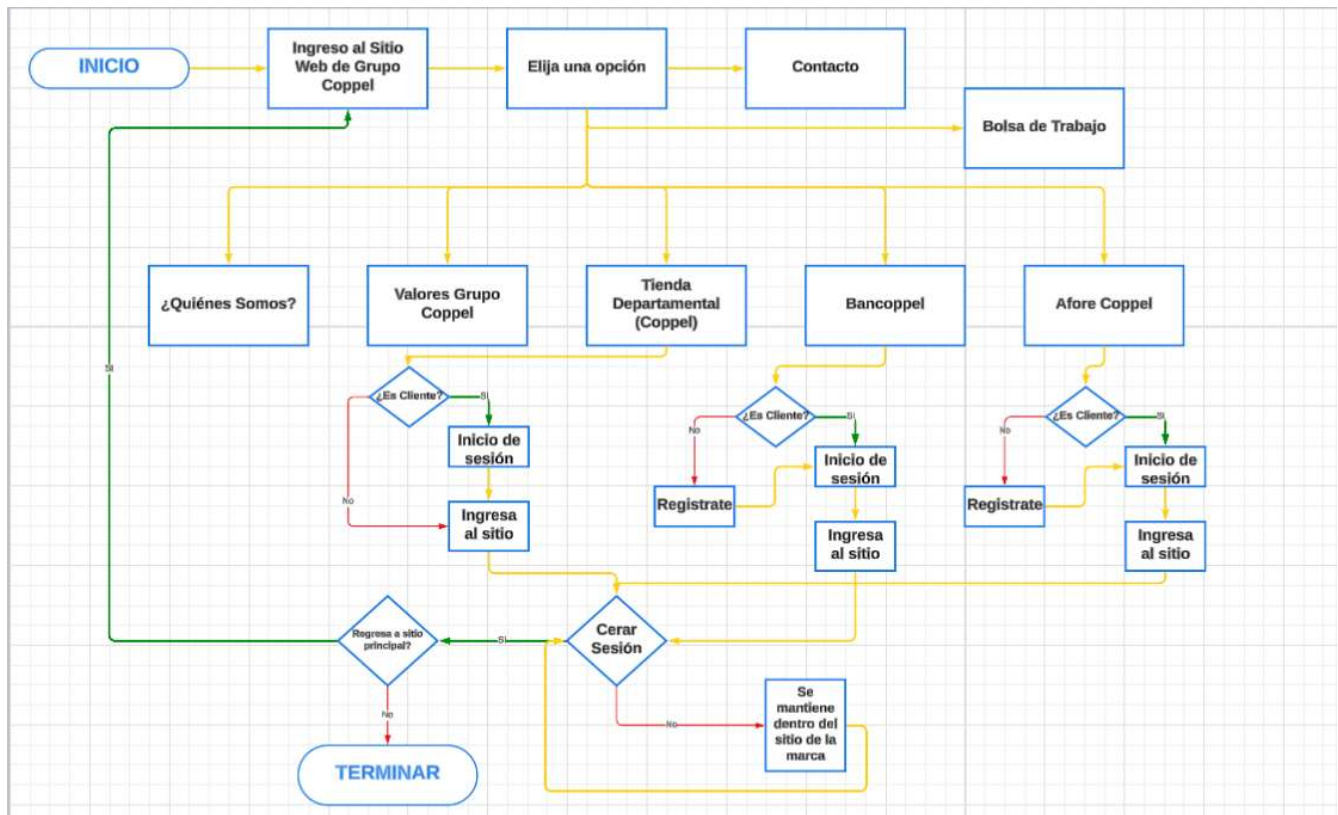 INICIO
Ingreso al Sitio
Web de Grupo
Coppel
Elija una opción
Contacto
Bolsa de Trabajo
¿Quiénes Somos?
Valores Grupo
Coppel
Tienda
Departamental
(Coppel)
Bancoppel
Afore Coppel
Si
¿Es Cliente?
Si
No
Inicio de
sesión
Ingresa
al sitio
¿Es Cliente?
Si
No
Inicio de
sesión
Registrate
Ingresa
al sitio
¿Es Cliente?
Si
No
Inicio de
sesión
Registrate
Ingresa
al sitio
Cerar
Sesión
Si
No
Regresa a sitio
principal?
No
Se
mantiene
dentro del
sitio de la
marca
TERMINAR